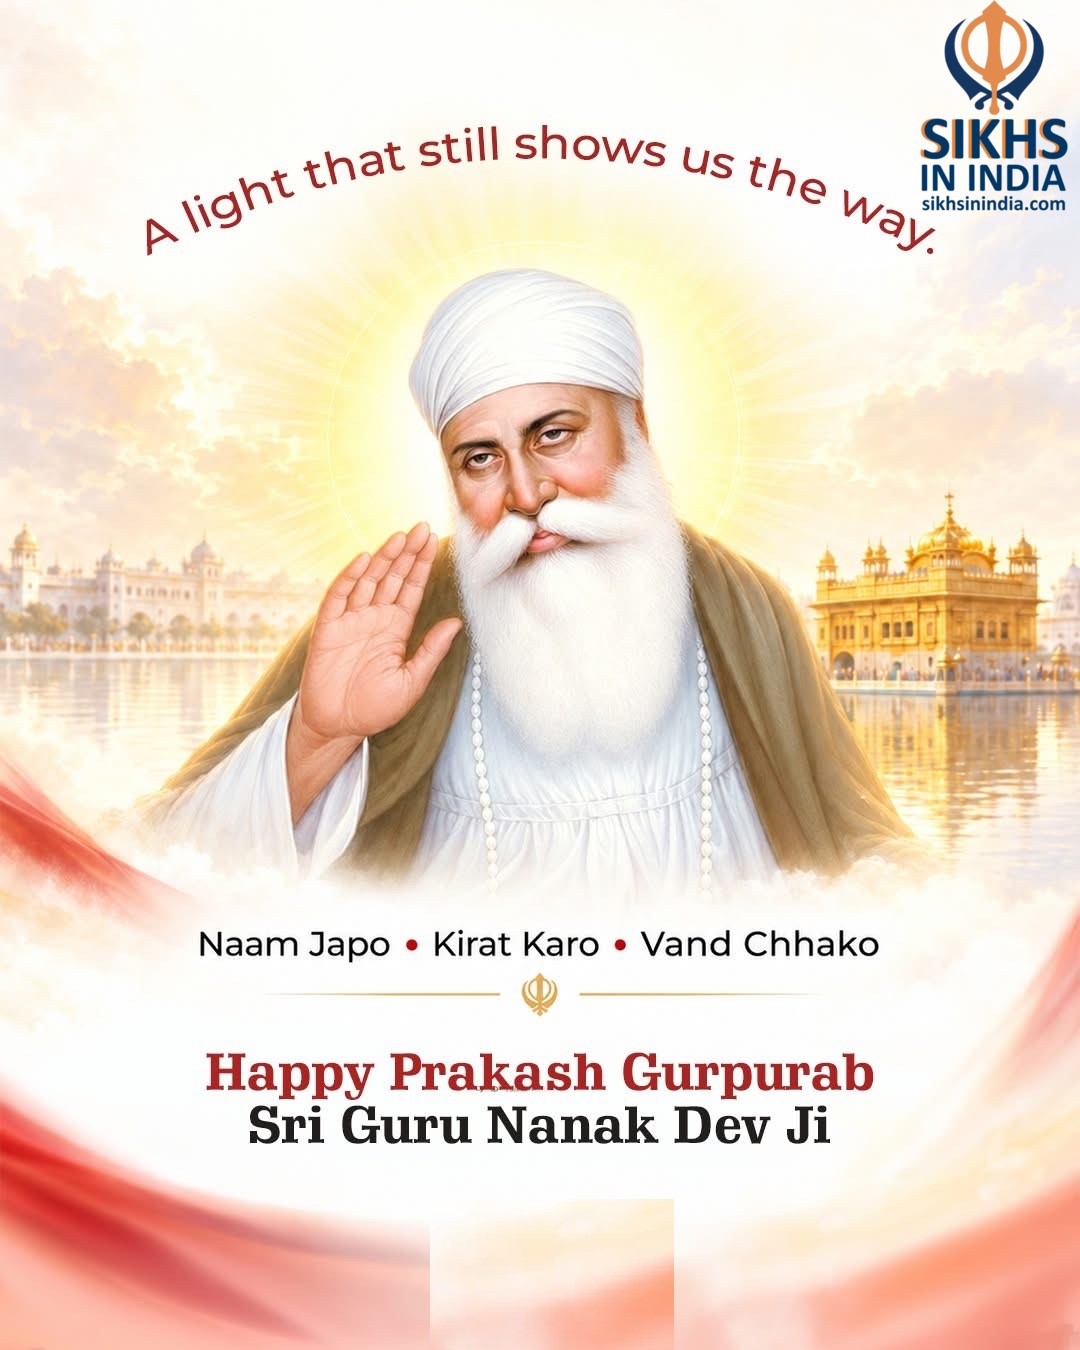 SIKHS
IN INDIA
sikhsinindia.com
A light that still shows us the way.
Naam Japo • Kirat Karo • Vand Chhako
Happy Prakash Gurpurab
Sri Guru Nanak Dev Ji